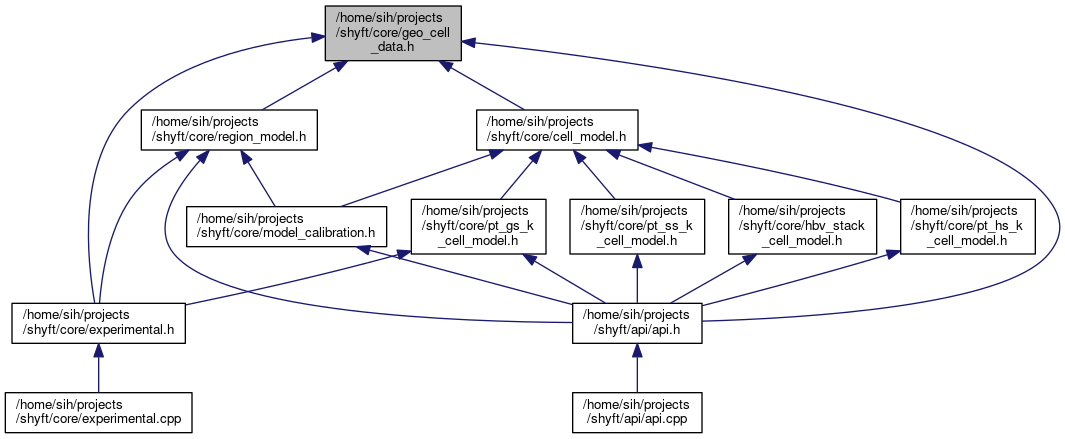 /home/sih/projects
/shyft/core/geo_cell
_data.h
/home/sih/projects
/shyft/core/region_model.h
/home/sih/projects
/shyft/core/cell_model.h
/home/sih/projects
/shyft/core/model_calibration.h
/home/sih/projects
/shyft/core/pt_gs_k
_cell_model.h
/home/sih/projects
/shyft/core/pt_ss_k
_cell_model.h
/home/sih/projects
/shyft/core/hbv_stack
_cell_model.h
/home/sih/projects
/shyft/core/pt_hs_k
_cell_model.h
/home/sih/projects
/shyft/core/experimental.h
/home/sih/projects
/shyft/api/api.h
/home/sih/projects
/shyft/core/experimental.cpp
/home/sih/projects
/shyft/api/api.cpp